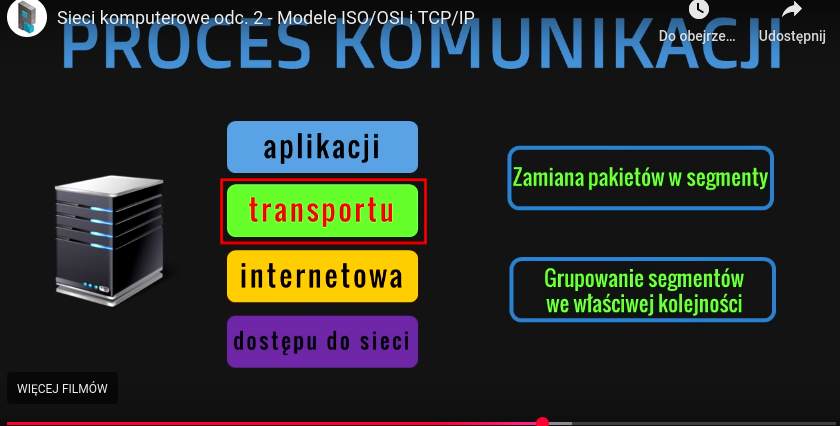 Sieci komputerowe odc. 2 - Modele ISO/OSI i TCP/IP
PROCES KOMUNIKACJI
Do obejrze...
Udostępnij
aplikacji
transportu
internetowa
dostępu do sieci
Zamiana pakietów w segmenty
Grupowanie segmentów
we właściwej kolejności
WIĘCEJ FILMÓW